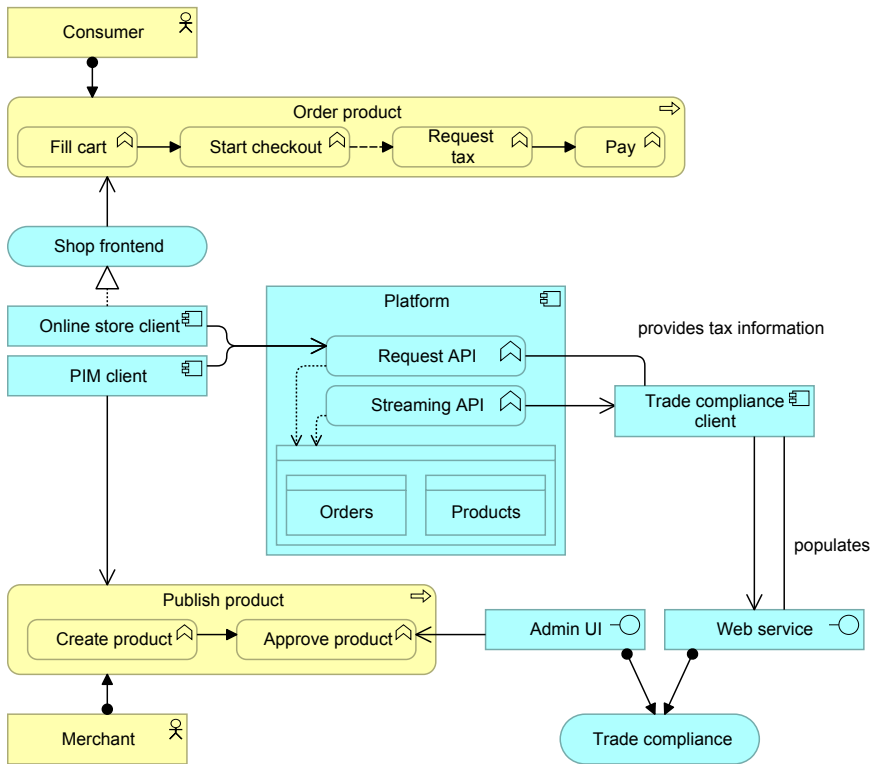 Consumer
Order product
Fill cart
Start checkout
Request
tax
Pay
Shop frontend
Platform
Online store client
provides tax information
Request API
PIM client
Streaming API
Trade compliance
client
Orders
Products
populates
Publish product
Create product
Approve product
Admin UI
Web service
Merchant
Trade compliance